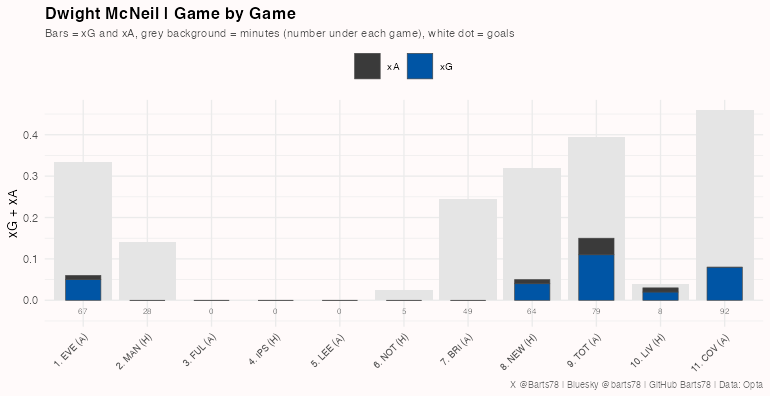 Dwight McNeil | Game by Game
Bars = xG and xA, grey background = minutes (number under each game), white dot = goals
xA xG
xG + xA
0.4
0.3
0.2
0.1
0.0
67 28 0 0 0 5 49 64 79 8 92
1. EVE (A) 2. MAN (H) 3. FUL (A) 4. IPS (H) 5. LEE (A) 6. NOT (H) 7. BRI (A) 8. NEW (H) 9. TOT (A) 10. LIV (H) 11. COV (A)
X @Barts78 | Bluesky @barts78 | GitHub Barts78 | Data: Opta